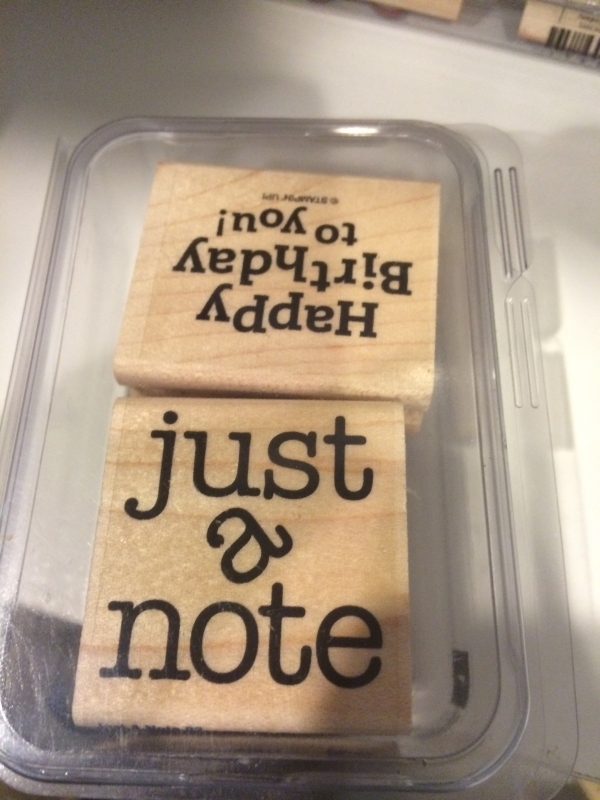 Happy
Birthday
to you!
© STAMPIN' UP!
just
a
note